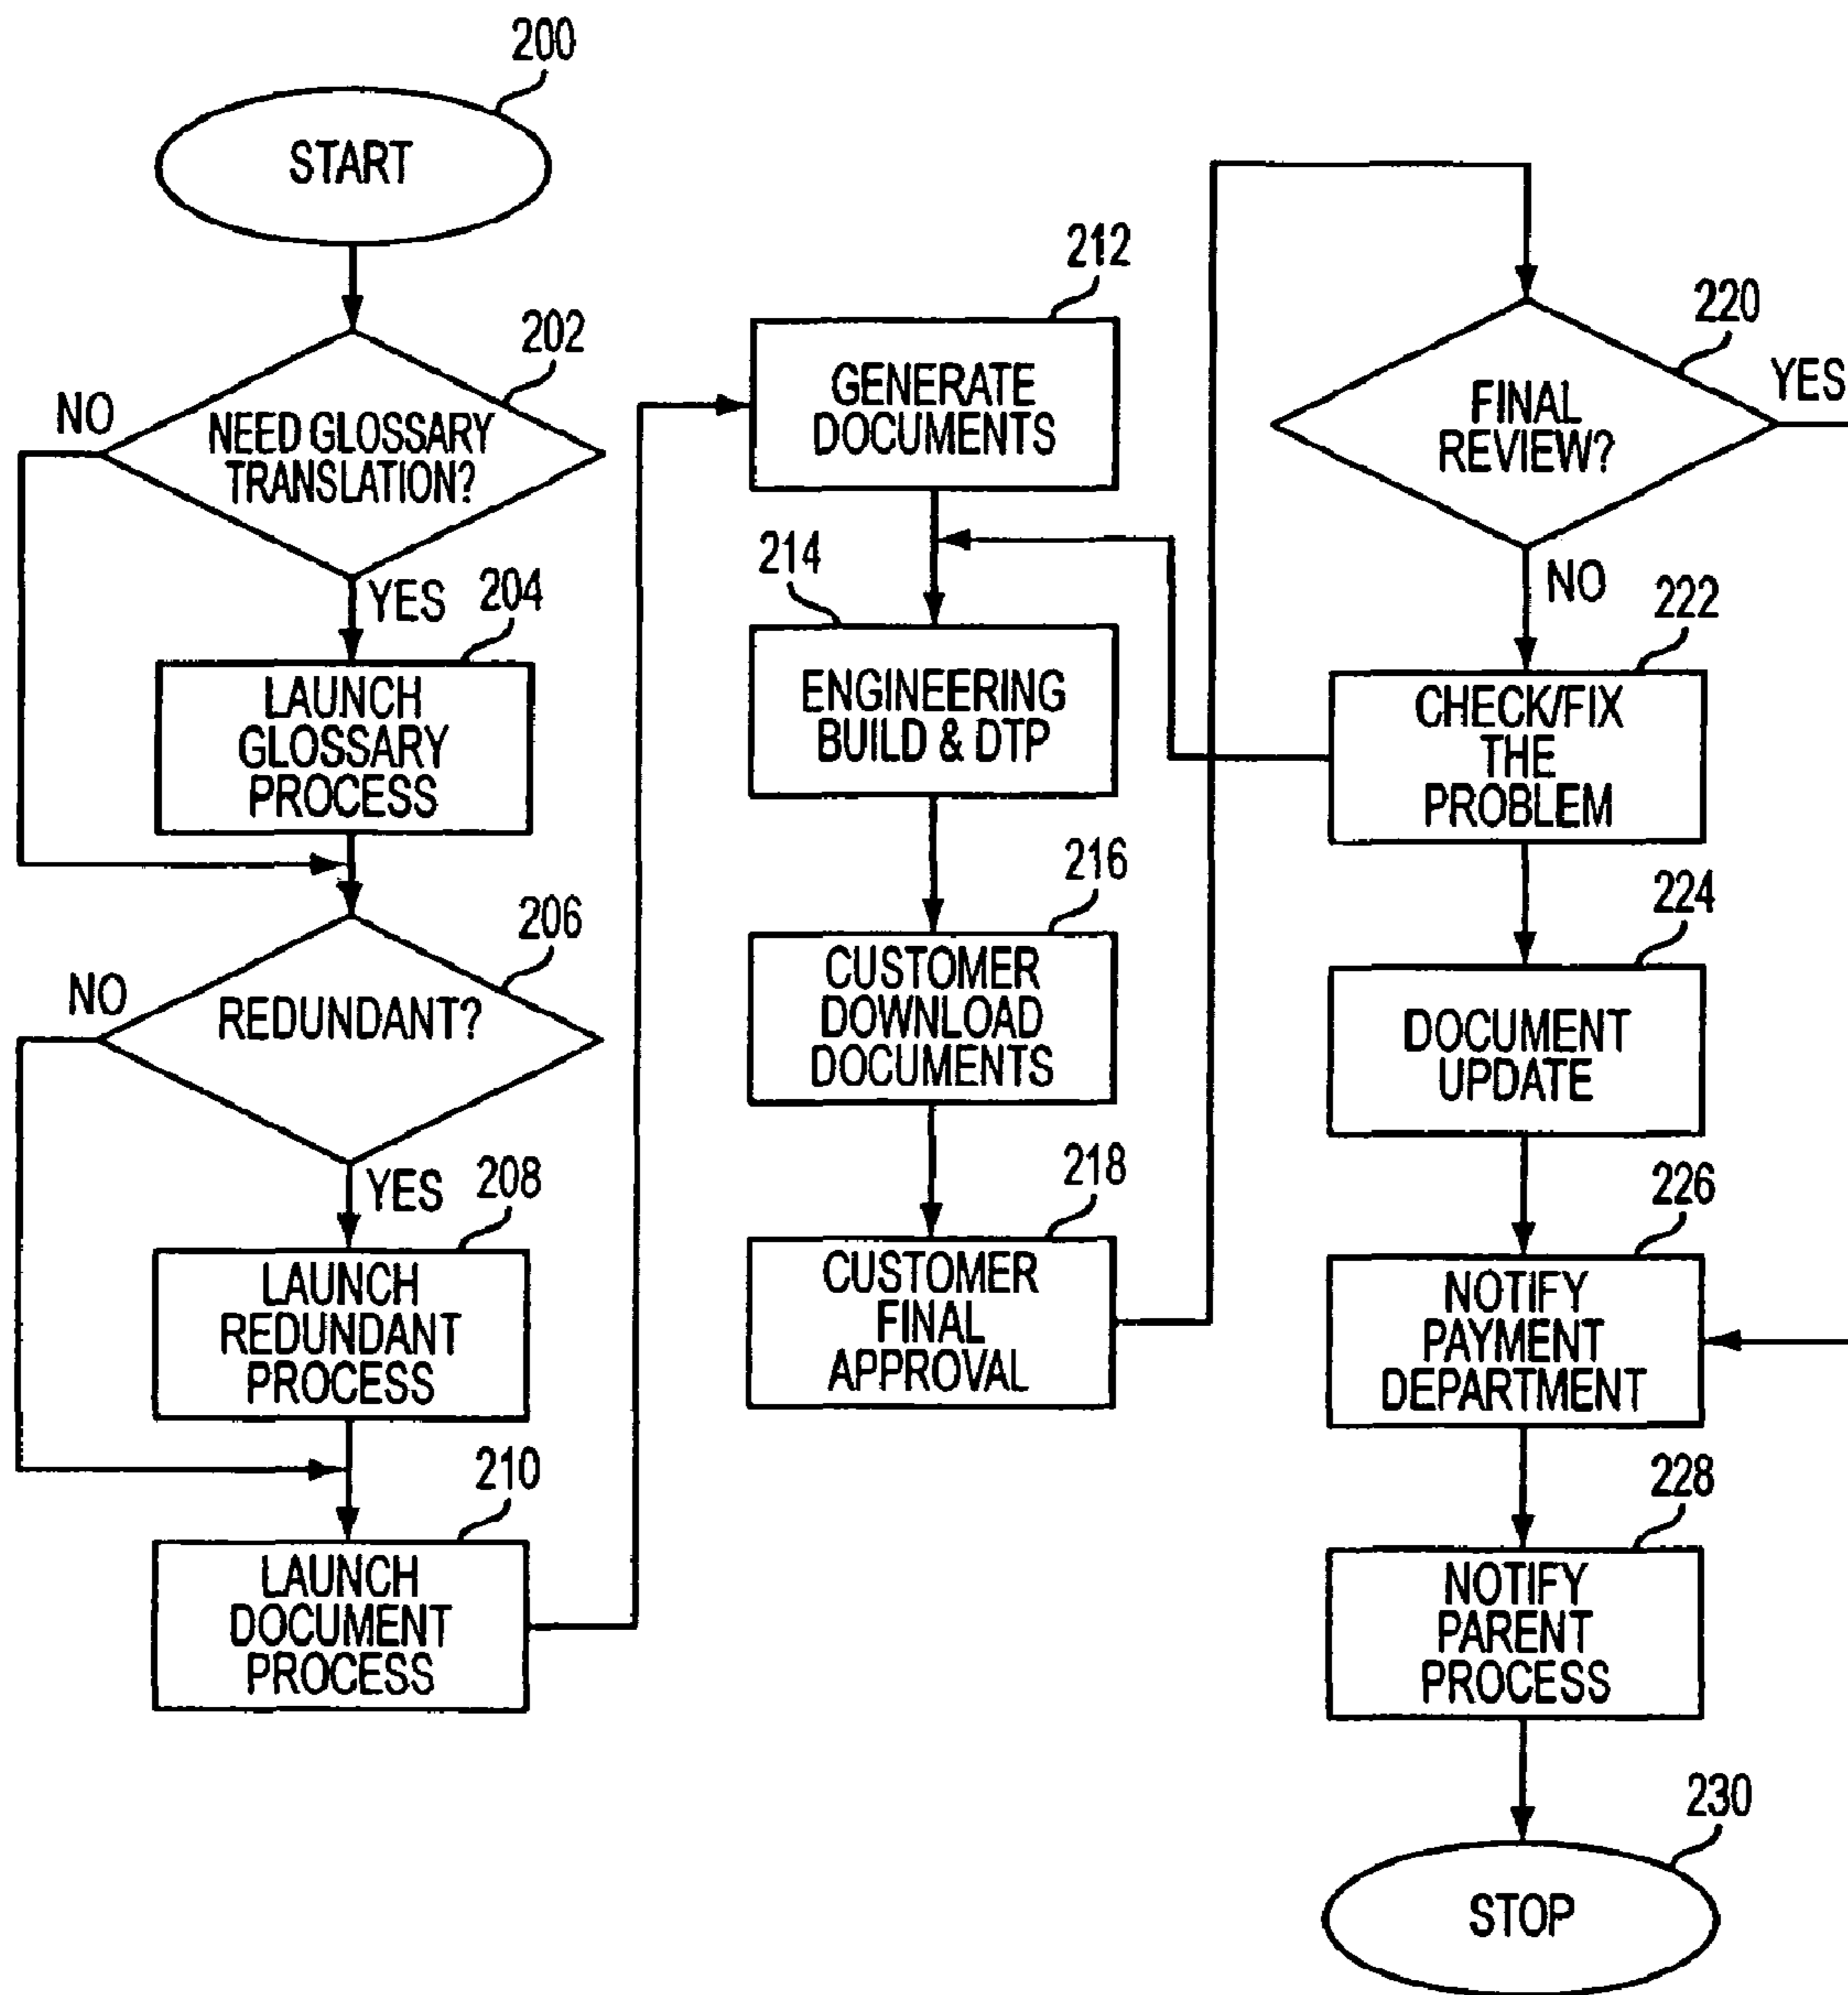 200
START
202
NO
NEED GLOSSARY
TRANSLATION?
YES
204
LAUNCH
GLOSSARY
PROCESS
206
NO
REDUNDANT?
YES
208
LAUNCH
REDUNDANT
PROCESS
210
LAUNCH
DOCUMENT
PROCESS
212
GENERATE
DOCUMENTS
214
ENGINEERING
BUILD & DTP
216
CUSTOMER
DOWNLOAD
DOCUMENTS
218
CUSTOMER
FINAL
APPROVAL
220
YES
FINAL
REVIEW?
NO
222
CHECK/FIX
THE
PROBLEM
224
DOCUMENT
UPDATE
226
NOTIFY
PAYMENT
DEPARTMENT
228
NOTIFY
PARENT
PROCESS
230
STOP